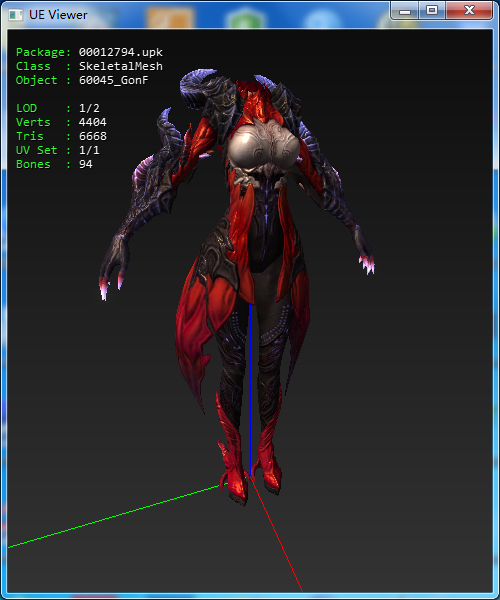 UE Viewer
Package: 00012794.upk
Class : SkeletalMesh
Object : 60045_GonF
LOD : 1/2
Verts : 4404
Tris : 6668
UV Set : 1/1
Bones : 94